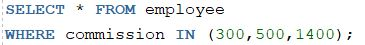 SELECT * FROM employee
WHERE commission IN (300,500,1400);